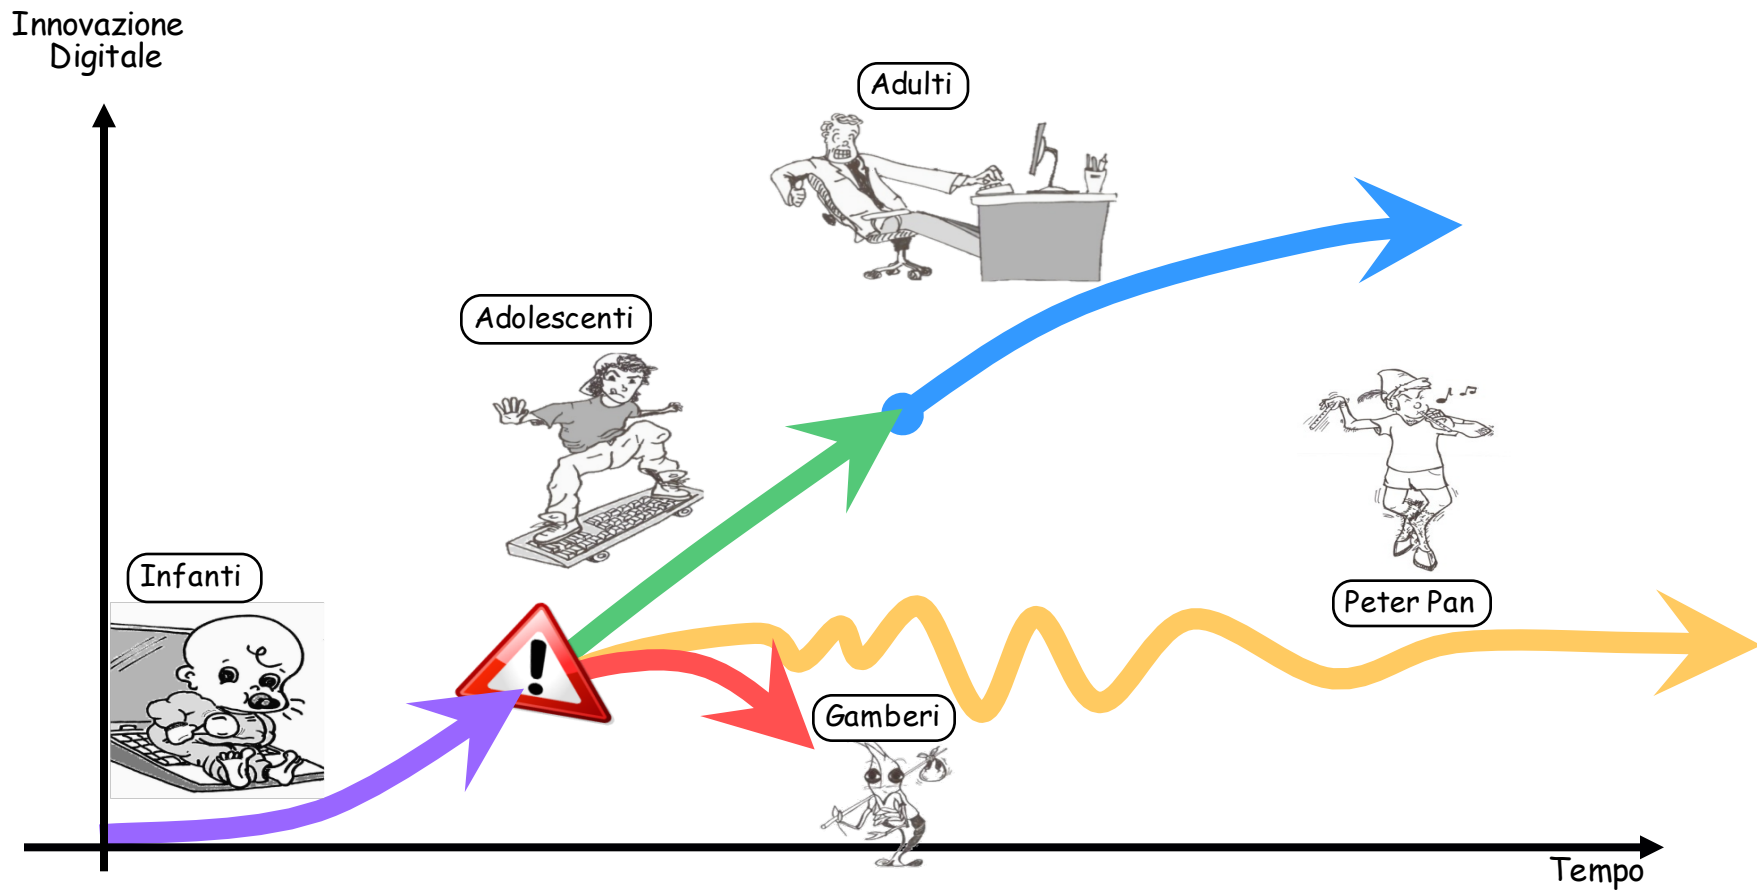 Innovazione
Digitale
Adulti
Adolescenti
Infanti
Peter Pan
Gamberi
Tempo